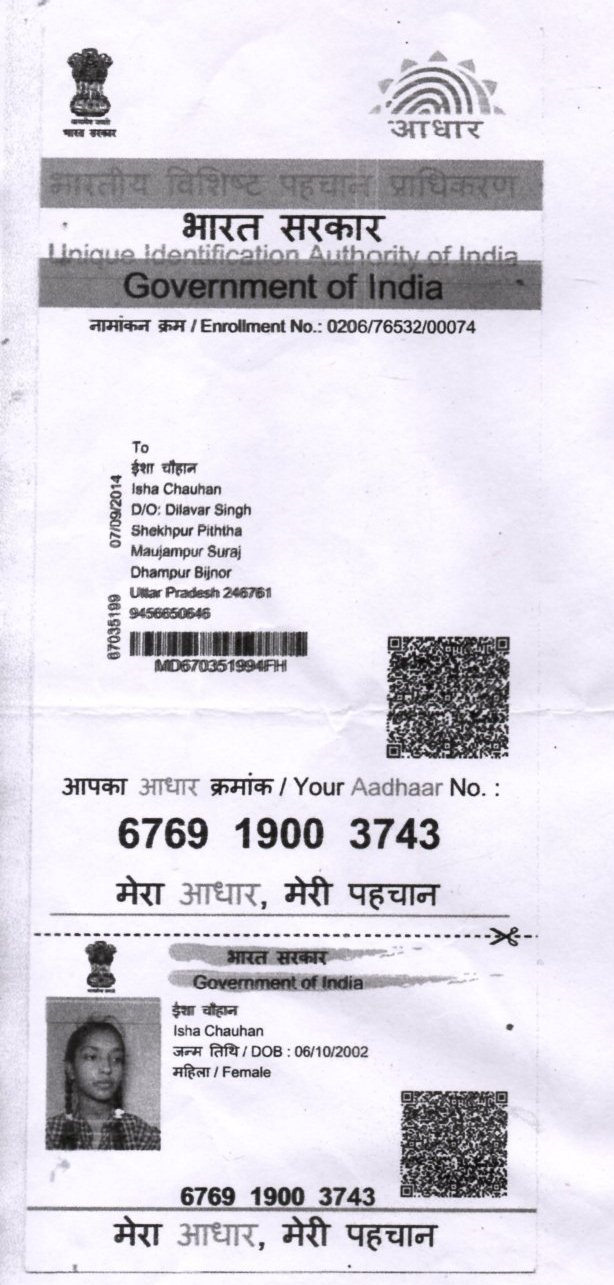 भारत सरकार
आधार
भारतीय विशिष्ट पहचान प्राधिकरण
भारत सरकार
Unique Identification Authority of India
Government of India
नामांकन क्रम / Enrollment No.: 0206/76532/00074
To
ईशा चौहान
Isha Chauhan
D/O: Dilavar Singh
Shekhpur Piththa
Maujampur Suraj
Dhampur Bijnor
Uttar Pradesh 246761
9456650646
07/09/2014
67035199
MD670351994FH
आपका आधार क्रमांक / Your Aadhaar No. :
6769 1900 3743
मेरा आधार, मेरी पहचान
भारत सरकार
Government of India
ईशा चौहान
Isha Chauhan
जन्म तिथि / DOB : 06/10/2002
महिला / Female
6769 1900 3743
मेरा आधार, मेरी पहचान